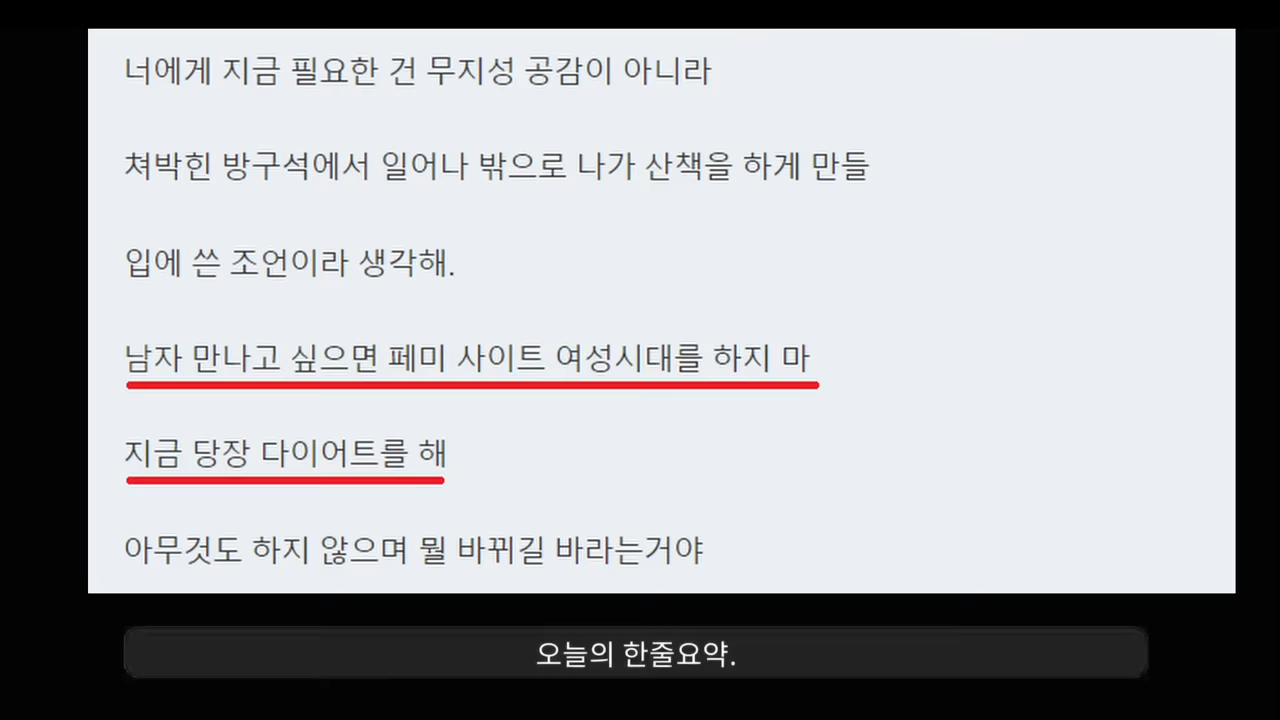 너에게 지금 필요한 건 무지성 공감이 아니라
쳐박힌 방구석에서 일어나 밖으로 나가 산책을 하게 만들
입에 쓴 조언이라 생각해.
남자 만나고 싶으면 페미 사이트 여성시대를 하지 마
지금 당장 다이어트를 해
아무것도 하지 않으며 뭘 바뀌길 바라는거야
오늘의 한줄요약.